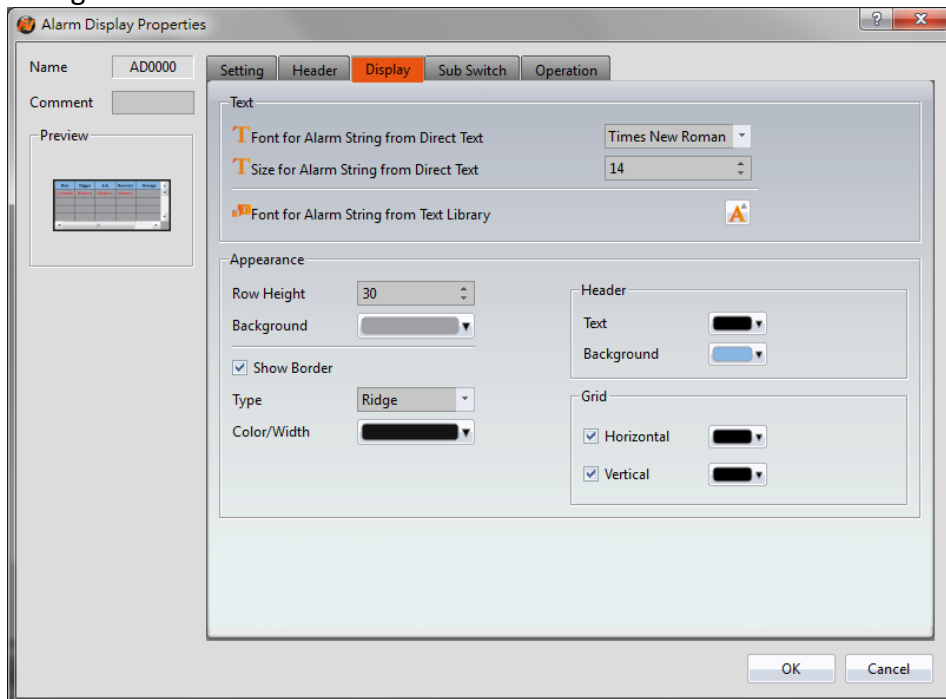 Alarm Display Properties
?
X
Name AD0000
Comment
Preview
Setting Header Display Sub Switch Operation
Text
Font for Alarm String from Direct Text Times New Roman
Size for Alarm String from Direct Text 14
Font for Alarm String from Text Library A
Appearance
Row Height 30
Background
Show Border
Type Ridge
Color/Width
Header
Text
Background
Grid
Horizontal
Vertical
OK Cancel